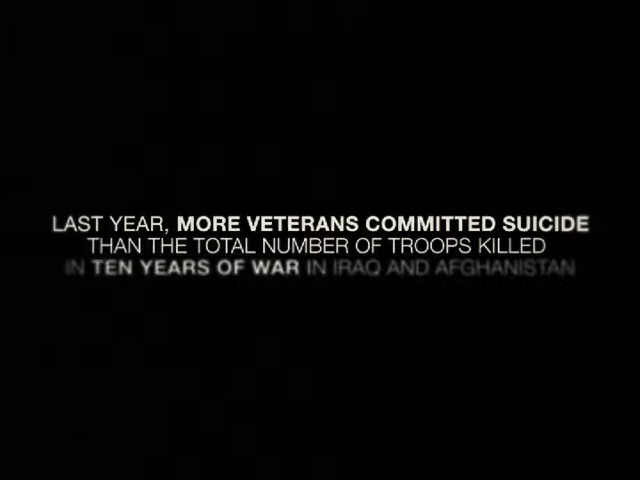 LAST YEAR, MORE VETERANS COMMITTED SUICIDE
THAN THE TOTAL NUMBER OF TROOPS KILLED
IN TEN YEARS OF WAR IN IRAQ AND AFGHANISTAN